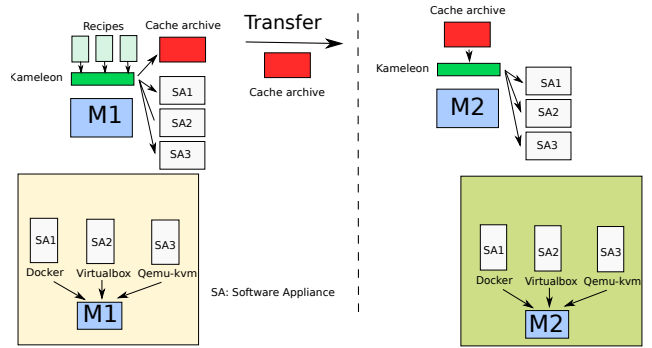 Recipes
Cache archive
Kameleon
M1
SA1
SA2
SA3
Transfer
Cache archive
Cache archive
Kameleon
M2
SA1
SA2
SA3
SA1
SA2
SA3
Docker
Virtualbox
Qemu-kvm
M1
SA: Software Appliance
SA1
SA2
SA3
Docker
Virtualbox
Qemu-kvm
M2